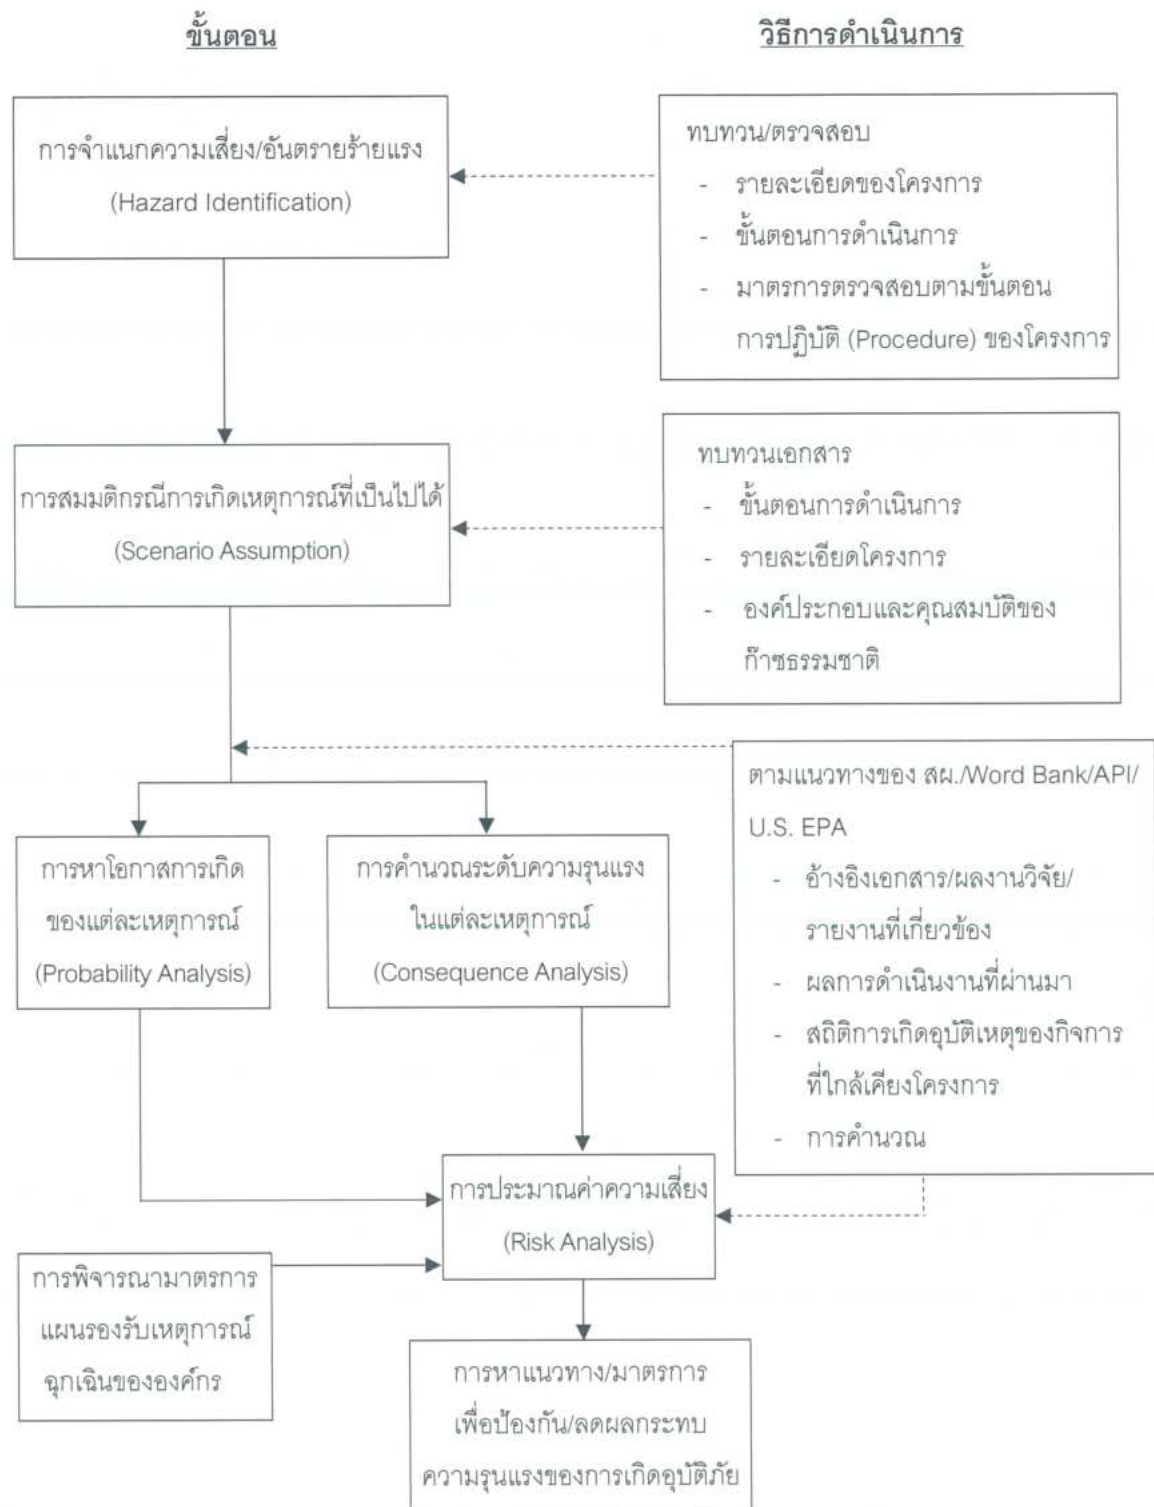 ขั้นตอน
วิธีการดำเนินการ
การจำแนกความเสี่ยง/อันตรายร้ายแรง
(Hazard Identification)
ทบทวน/ตรวจสอบ
- รายละเอียดของโครงการ
- ขั้นตอนการดำเนินการ
- มาตรการตรวจสอบตามขั้นตอน
การปฏิบัติ (Procedure) ของโครงการ
การสมมติกรณีการเกิดเหตุการณ์ที่เป็นไปได้
(Scenario Assumption)
ทบทวนเอกสาร
- ขั้นตอนการดำเนินการ
- รายละเอียดโครงการ
- องค์ประกอบและคุณสมบัติของ
ก๊าซธรรมชาติ
การหาโอกาสการเกิด
ของแต่ละเหตุการณ์
(Probability Analysis)
การคำนวณระดับความรุนแรง
ในแต่ละเหตุการณ์
(Consequence Analysis)
ตามแนวทางของ สผ./Word Bank/API/
U.S. EPA
- อ้างอิงเอกสาร/ผลงานวิจัย/
รายงานที่เกี่ยวข้อง
- ผลการดำเนินงานที่ผ่านมา
- สถิติการเกิดอุบัติเหตุของกิจการ
ที่ใกล้เคียงโครงการ
- การคำนวณ
การประมาณค่าความเสี่ยง
(Risk Analysis)
การพิจารณามาตรการ
แผนรองรับเหตุการณ์
ฉุกเฉินขององค์กร
การหาแนวทาง/มาตรการ
เพื่อป้องกัน/ลดผลกระทบ
ความรุนแรงของการเกิดอุบัติภัย